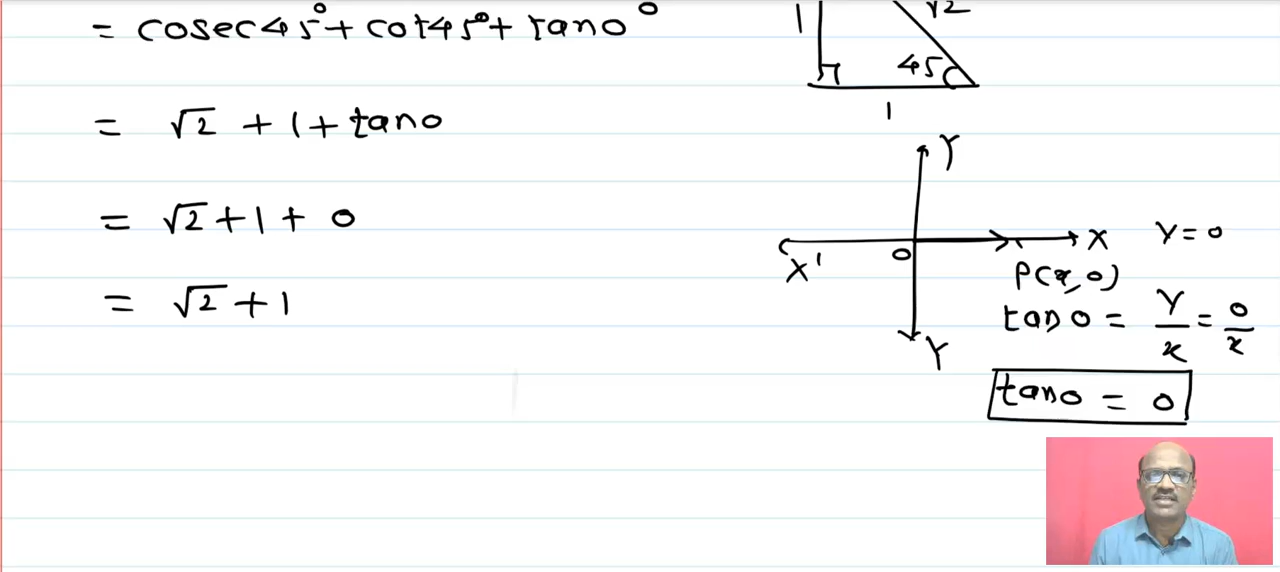 = cosec45°+ cot45°+ tan0°
= √2 + 1 + tan0
= √2 + 1 + 0
= √2 + 1
1
√2
45
1
Y
X' 0 X Y = 0
P(x,0)
tan0 = Y/x = 0/x
Y
tan0 = 0